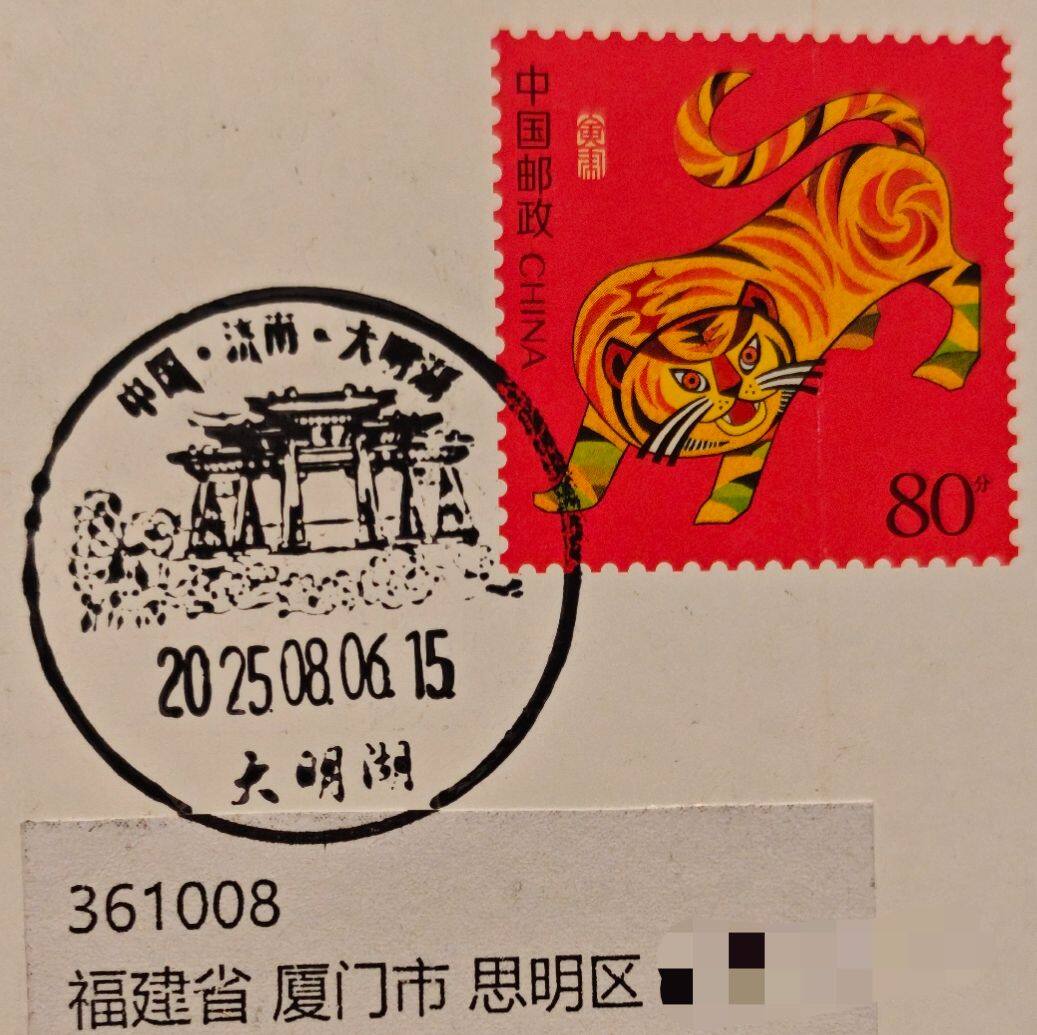 中国邮政 CHINA
庚寅
80分
中国·济南·大明湖
2025.08.06.15
大明湖
361008
福建省 厦门市 思明区